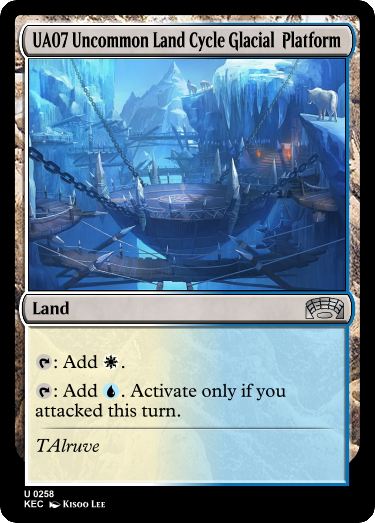 UA07 Uncommon Land Cycle Glacial Platform
Land
: Add .
: Add . Activate only if you
attacked this turn.
TAlruve
U 0258
KEC Kisoo Lee